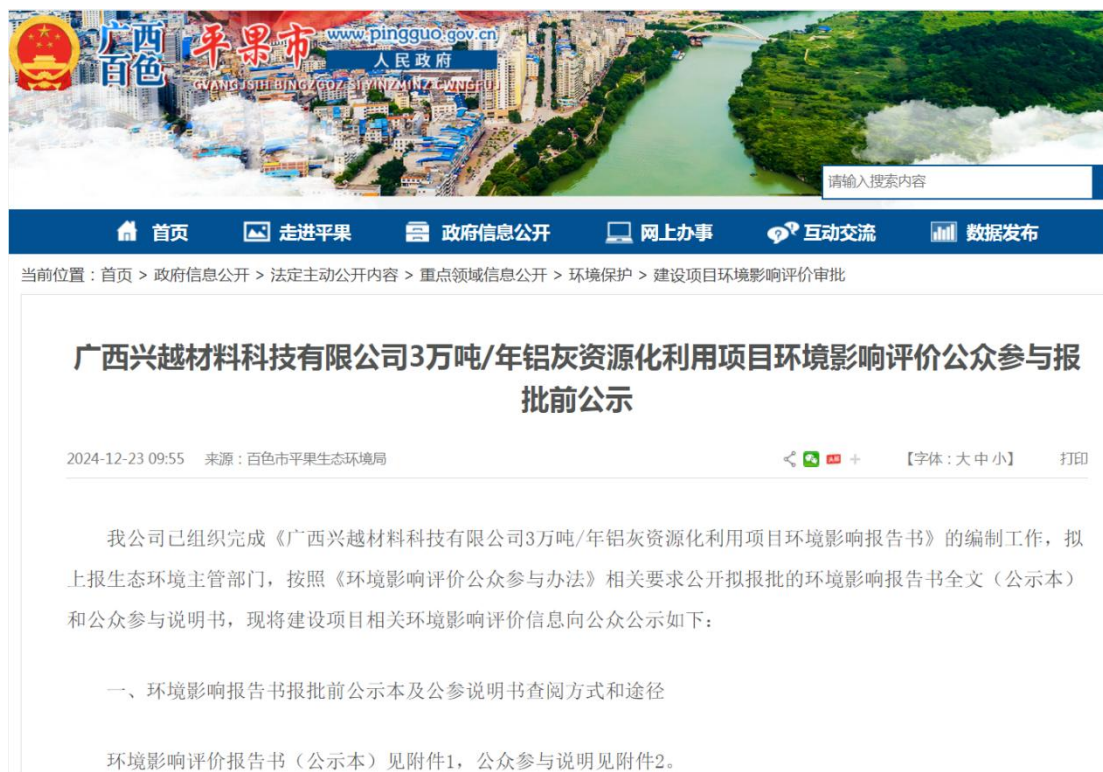 广西
百色
平果市
www.pingguo.gov.cn
人民政府
GVANGJSIH BINGZGOZ SI YINZMINZ CWNGFUJ
请输入搜索内容
首页 走进平果 政府信息公开 网上办事 互动交流 数据发布
当前位置：首页 > 政府信息公开 > 法定主动公开内容 > 重点领域信息公开 > 环境保护 > 建设项目环境影响评价审批
广西兴越材料科技有限公司3万吨/年铝灰资源化利用项目环境影响评价公众参与报
批前公示
2024-12-23 09:55 来源：百色市平果生态环境局 【字体：大 中 小】 打印
我公司已组织完成《广西兴越材料科技有限公司3万吨/年铝灰资源化利用项目环境影响报告书》的编制工作，拟
上报生态环境主管部门，按照《环境影响评价公众参与办法》相关要求公开拟报批的环境影响报告书全文（公示本）
和公众参与说明书，现将建设项目相关环境影响评价信息向公众公示如下：
一、环境影响报告书报批前公示本及公参说明书查阅方式和途径
环境影响评价报告书（公示本）见附件1，公众参与说明见附件2。